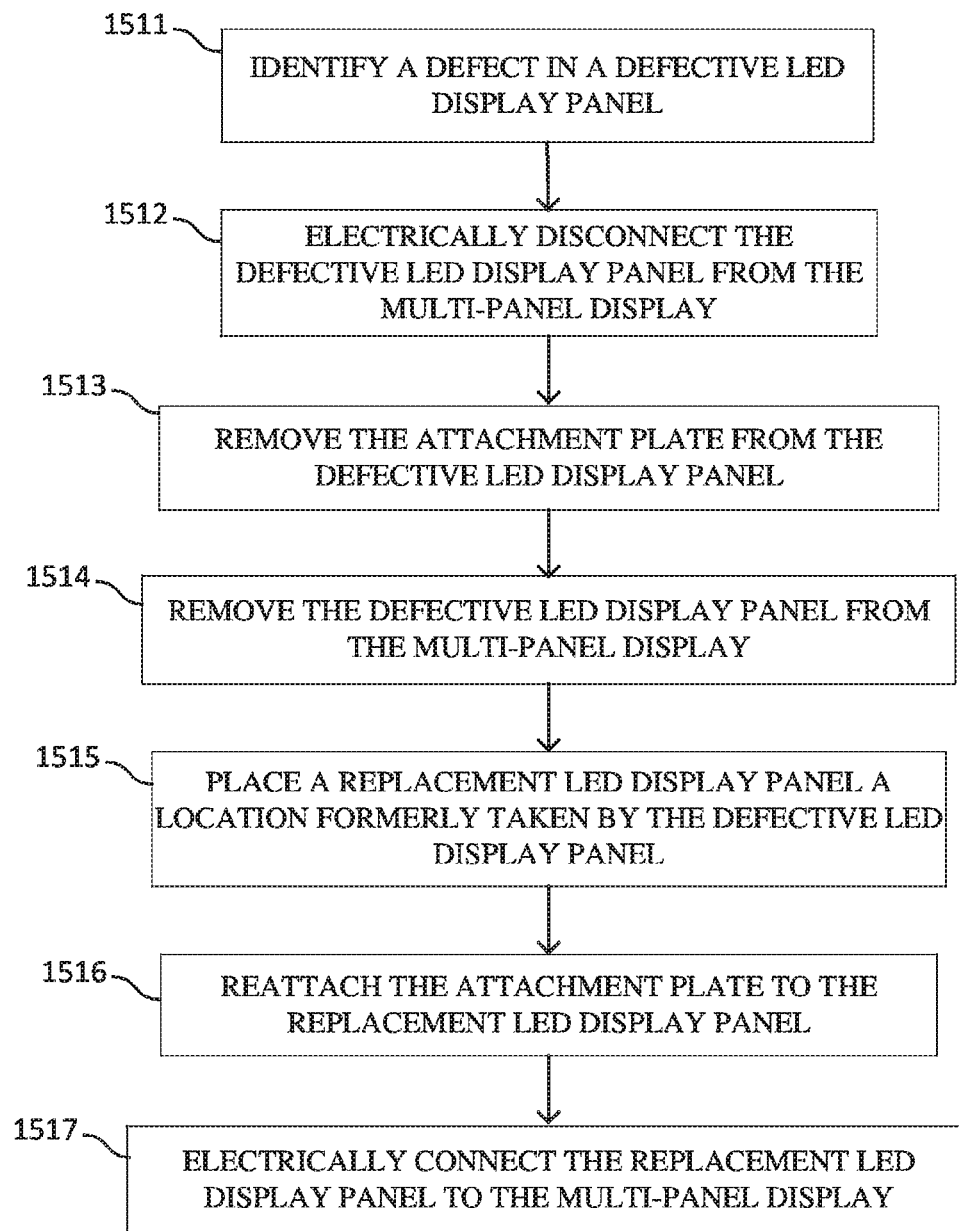 1511
IDENTIFY A DEFECT IN A DEFECTIVE LED
DISPLAY PANEL
1512
ELECTRICALLY DISCONNECT THE
DEFECTIVE LED DISPLAY PANEL FROM THE
MULTI-PANEL DISPLAY
1513
REMOVE THE ATTACHMENT PLATE FROM THE
DEFECTIVE LED DISPLAY PANEL
1514
REMOVE THE DEFECTIVE LED DISPLAY PANEL FROM
THE MULTI-PANEL DISPLAY
1515
PLACE A REPLACEMENT LED DISPLAY PANEL A
LOCATION FORMERLY TAKEN BY THE DEFECTIVE LED
DISPLAY PANEL
1516
REATTACH THE ATTACHMENT PLATE TO THE
REPLACEMENT LED DISPLAY PANEL
1517
ELECTRICALLY CONNECT THE REPLACEMENT LED
DISPLAY PANEL TO THE MULTI-PANEL DISPLAY